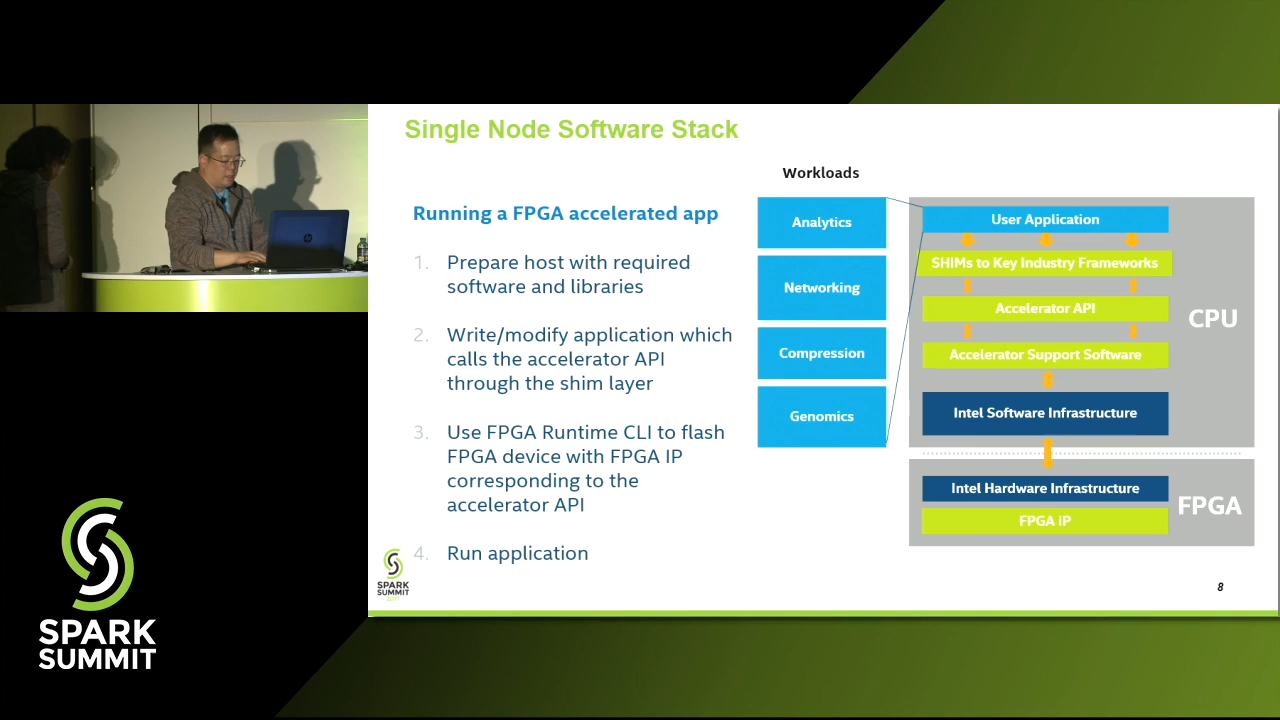 Single Node Software Stack
Running a FPGA accelerated app
1. Prepare host with required
software and libraries
2. Write/modify application which
calls the accelerator API
through the shim layer
3. Use FPGA Runtime CLI to flash
FPGA device with FPGA IP
corresponding to the
accelerator API
4. Run application
Workloads
Analytics
Networking
Compression
Genomics
User Application
SHIMs to Key Industry Frameworks
Accelerator API
Accelerator Support Software
Intel Software Infrastructure
CPU
Intel Hardware Infrastructure
FPGA IP
FPGA
SPARK
SUMMIT
2017
8
SPARK
SUMMIT